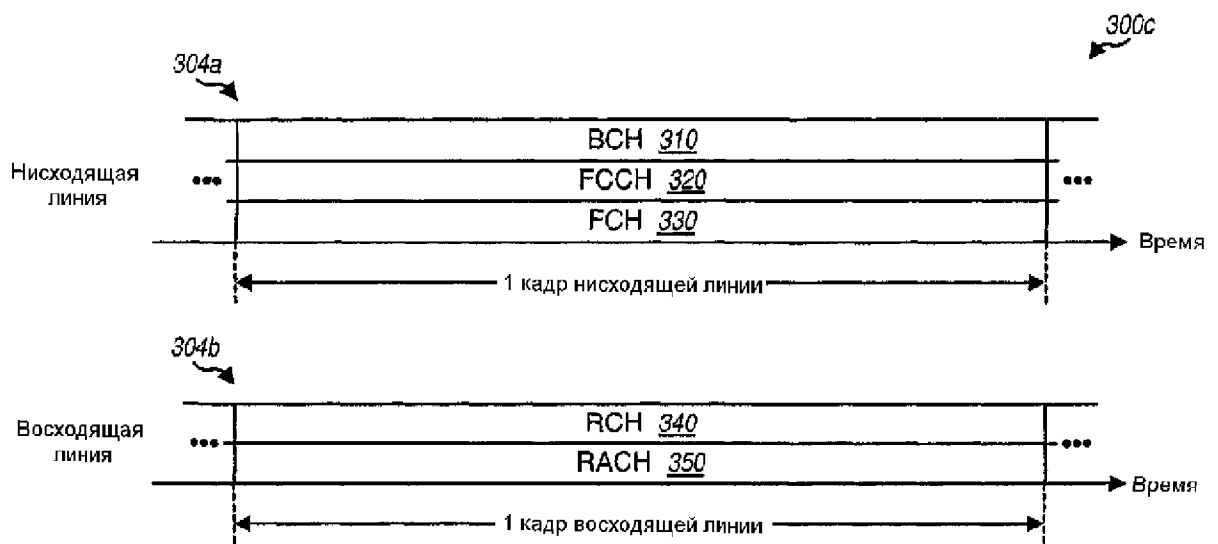 300c
304a
BCH 310
Нисходящая
линия
••• FCCH 320 •••
FCH 330
Время
1 кадр нисходящей линии
304b
Восходящая
линия
RCH 340
••• •••
RACH 350
Время
1 кадр восходящей линии